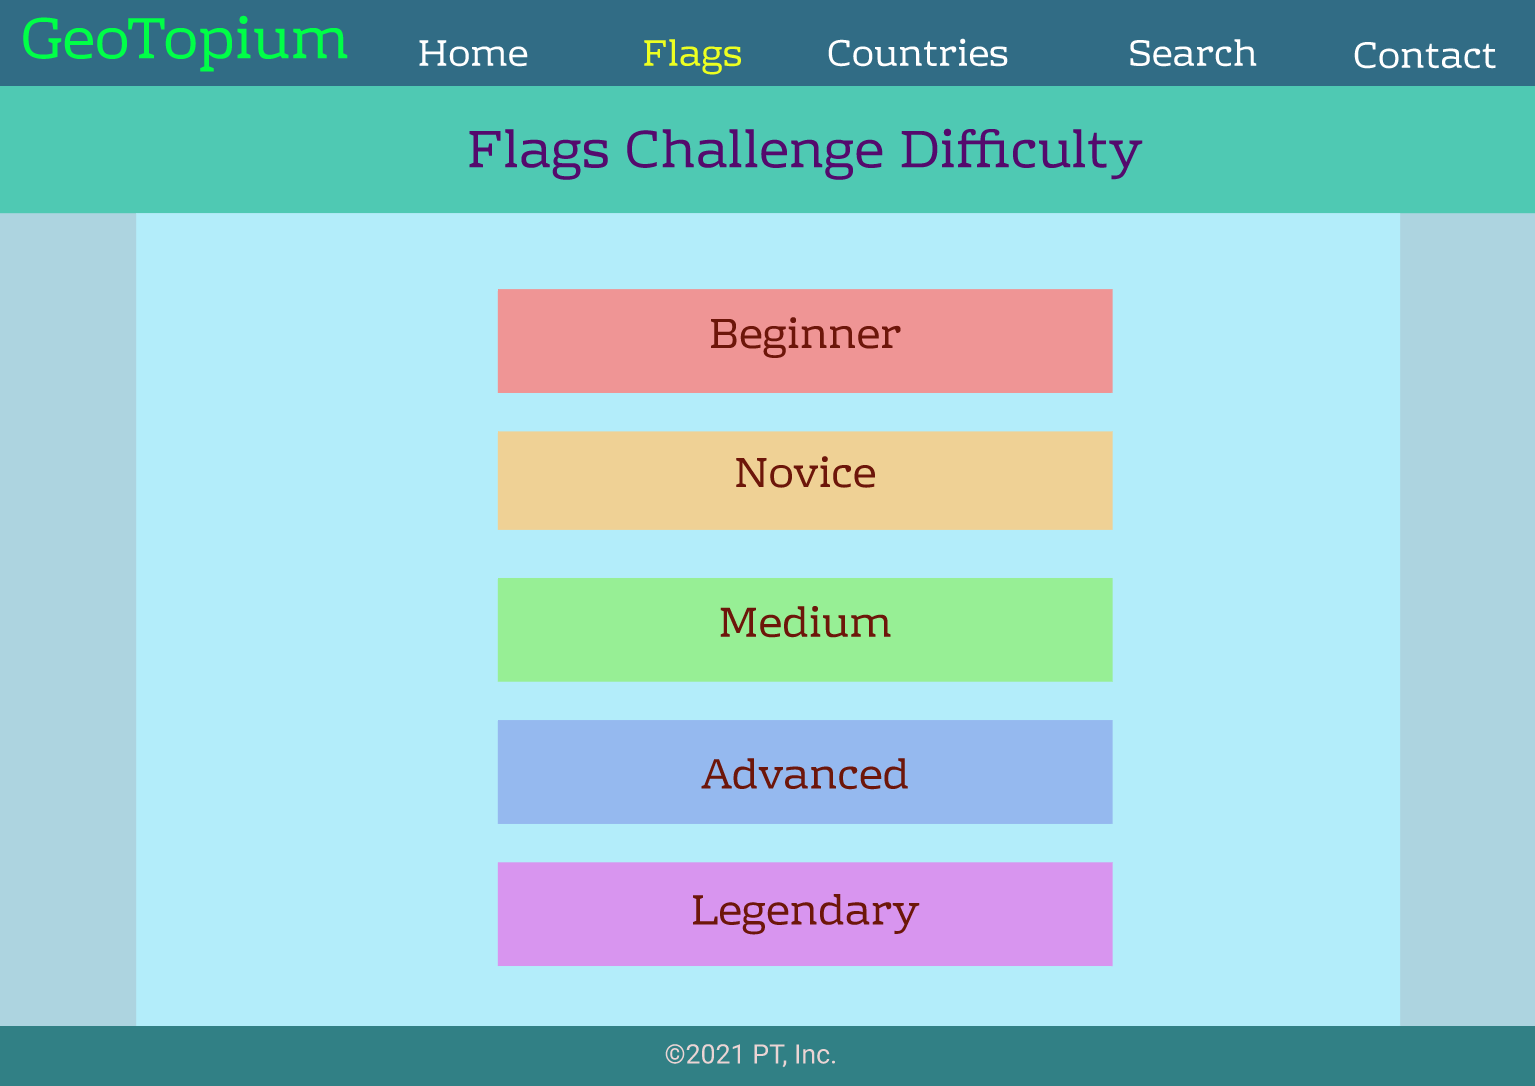 GeoTopium Home Flags Countries Search Contact
Flags Challenge Difficulty
Beginner
Novice
Medium
Advanced
Legendary
©2021 PT, Inc.